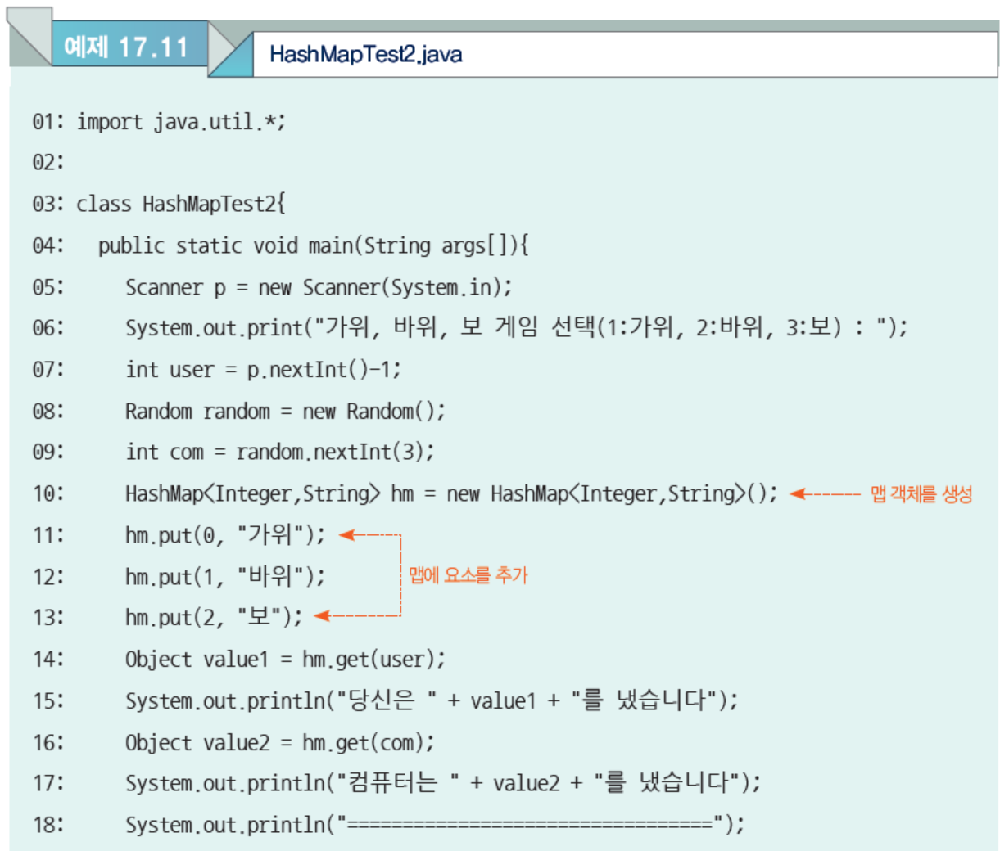 예제 17.11
HashMapTest2.java
01: import java.util.*;
02:
03: class HashMapTest2{
04: public static void main(String args[]){
05: Scanner p = new Scanner(System.in);
06: System.out.print("가위, 바위, 보 게임 선택(1:가위, 2:바위, 3:보) : ");
07: int user = p.nextInt()-1;
08: Random random = new Random();
09: int com = random.nextInt(3);
10: HashMap<Integer,String> hm = new HashMap<Integer,String>(); 맵 객체를 생성
11: hm.put(0, "가위");
12: hm.put(1, "바위"); 맵에 요소를 추가
13: hm.put(2, "보");
14: Object value1 = hm.get(user);
15: System.out.println("당신은 " + value1 + "를 냈습니다");
16: Object value2 = hm.get(com);
17: System.out.println("컴퓨터는 " + value2 + "를 냈습니다");
18: System.out.println("=================================");